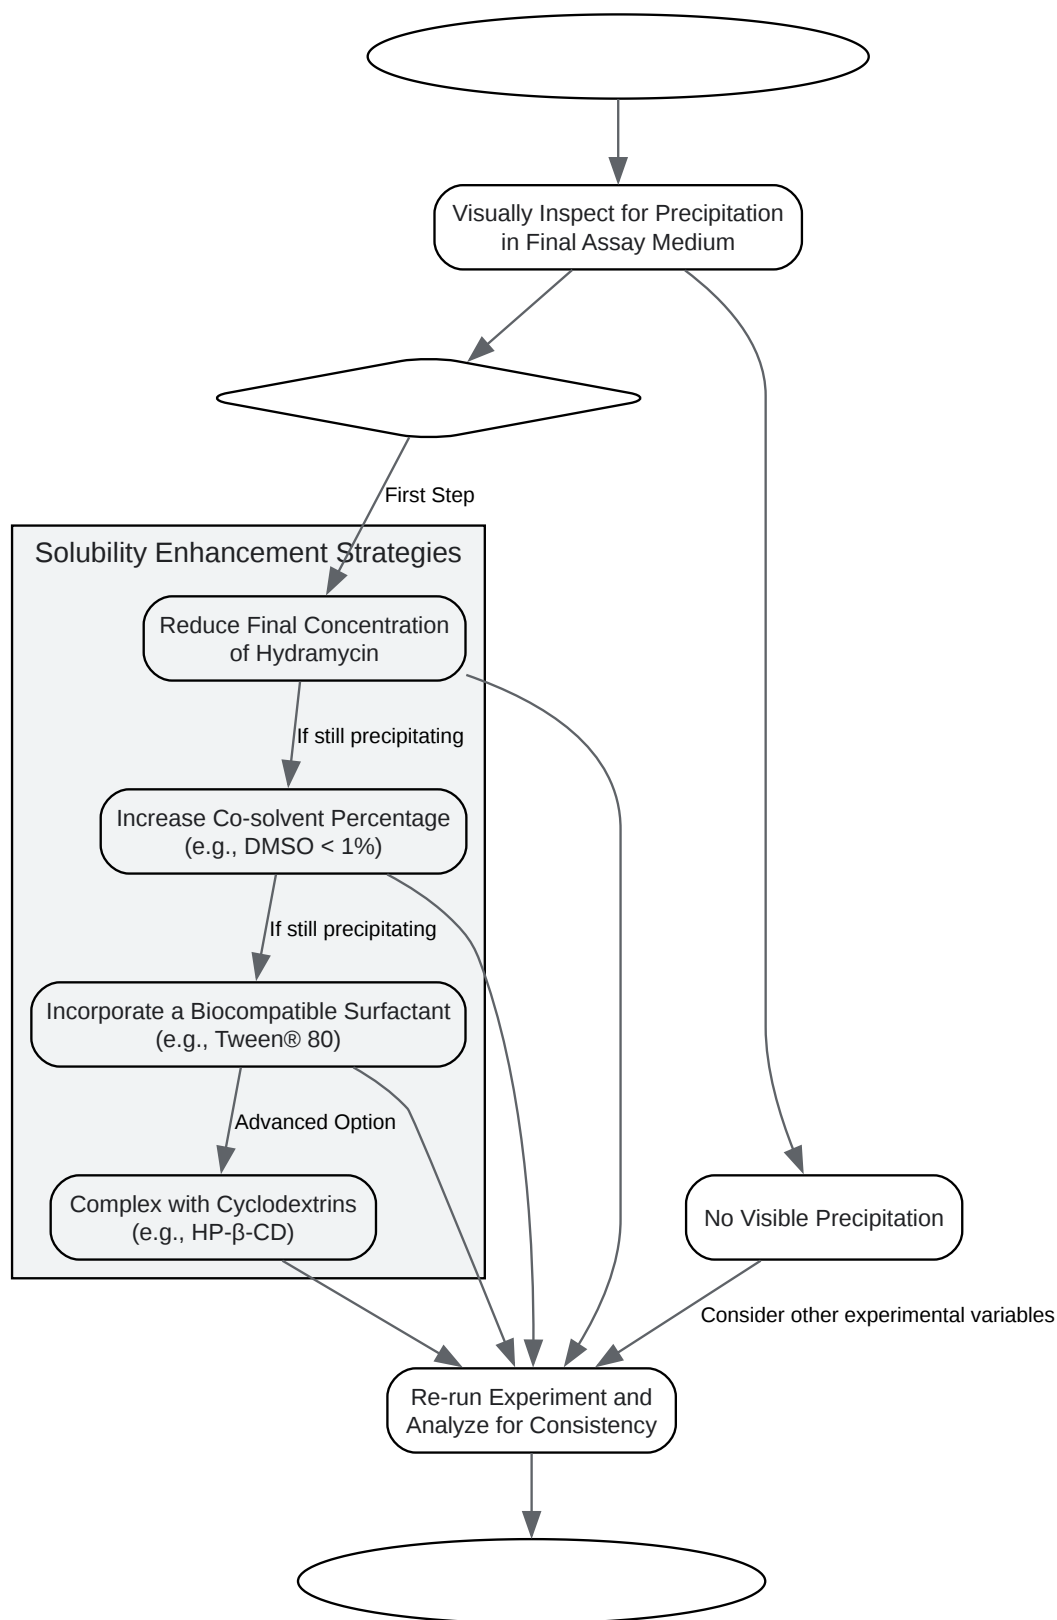 Visually Inspect for Precipitation
in Final Assay Medium
First Step
Solubility Enhancement Strategies
Reduce Final Concentration
of Hydramycin
If still precipitating
Increase Co-solvent Percentage
(e.g., DMSO < 1%)
If still precipitating
Incorporate a Biocompatible Surfactant
(e.g., Tween® 80)
Advanced Option
Complex with Cyclodextrins
(e.g., HP-β-CD)
No Visible Precipitation
Consider other experimental variables
Re-run Experiment and
Analyze for Consistency